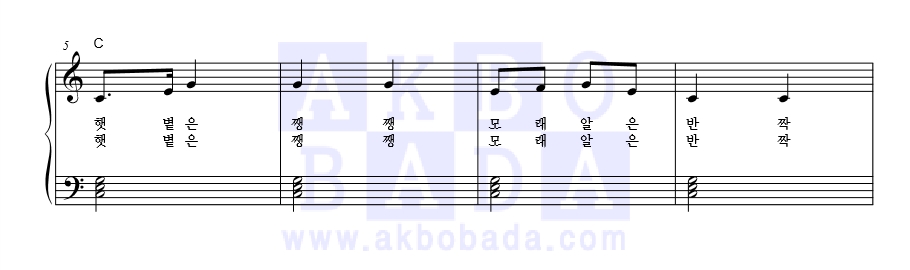 5 C
AKBO
햇 볕 은 쨍 쨍 모 래 알 은 반 짝
햇 볕 은 쨍 쨍 모 래 알 은 반 짝
BADA
www.akbobada.com